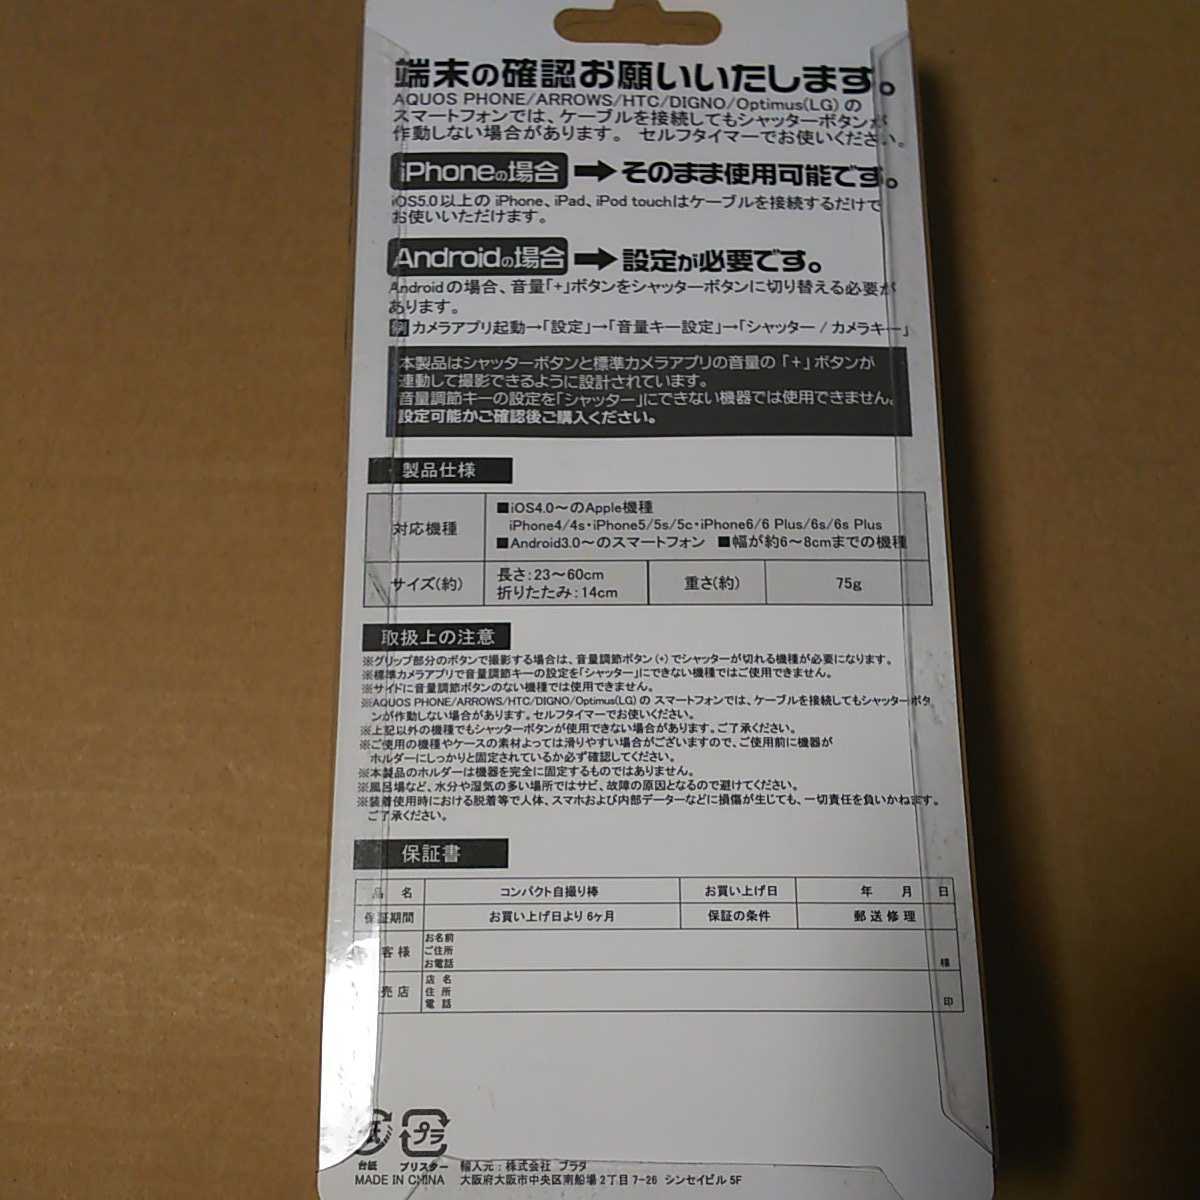 端末の確認お願いいたします。
AQUOS PHONE/ARROWS/HTC/DIGNO/Optimus(LG) の
スマートフォンでは、ケーブルを接続してもシャッターボタンが
作動しない場合があります。 セルフタイマーでお使いください。
iPhoneの場合 → そのまま使用可能です。
iOS5.0以上の iPhone、iPad、iPod touchはケーブルを接続するだけで
お使いいただけます。
Androidの場合 → 設定が必要です。
Androidの場合、音量「+」ボタンをシャッターボタンに切り替える必要が
あります。
例 カメラアプリ起動→「設定」→「音量キー設定」→「シャッター / カメラキー」
本製品はシャッターボタンと標準カメラアプリの音量の「+」ボタンが
連動して撮影できるように設計されています。
音量調節キーの設定を「シャッター」にできない機器では使用できません。
設定可能かご確認後ご購入ください。
製品仕様
対応機種
■iOS4.0〜のApple機種
iPhone4/4s・iPhone5/5s/5c・iPhone6/6 Plus/6s/6s Plus
■Android3.0〜のスマートフォン ■幅が約6〜8cmまでの機種
サイズ(約) 長さ:23〜60cm 重さ(約) 75g
折りたたみ:14cm
取扱上の注意
※グリップ部分のボタンで撮影する場合は、音量調節ボタン(+)でシャッターが切れる機種が必要になります。
※標準カメラアプリで音量調節キーの設定を「シャッター」にできない機種ではご使用できません。
※サイドに音量調節ボタンのない機種では使用できません。
※AQUOS PHONE/ARROWS/HTC/DIGNO/Optimus(LG)の スマートフォンでは、ケーブルを接続してもシャッターボタ
ンが作動しない場合があります。セルフタイマーでお使いください。
※上記以外の機種でもシャッターボタンが使用できない場合があります。ご了承ください。
※ご使用の機種やケースの素材よっては滑りやすい場合がございますので、ご使用前に機器が
ホルダーにしっかりと固定されているか必ず確認してください。
※本製品のホルダーは機器を完全に固定するものではありません。
※風呂場など、水分や湿気の多い場所ではサビ、故障の原因となるので避けてください。
※装着使用時における脱着等で人体、スマホおよび内部データーなどに損傷が生じても、一切責任を負いかねます。
ご了承ください。
保証書
品 名 コンパクト自撮り棒 お買い上げ日 年 月 日
保証期間 お買い上げ日より 6ヶ月 保証の条件 郵送修理
客様
お名前
ご住所
お電話 様
売店
店 名
住 所
電 話 印
紙 プラ
台紙 ブリスター 輸入元:株式会社 プラタ
MADE IN CHINA 大阪府大阪市中央区南船場 2丁目 7-26 シンセイビル 5F